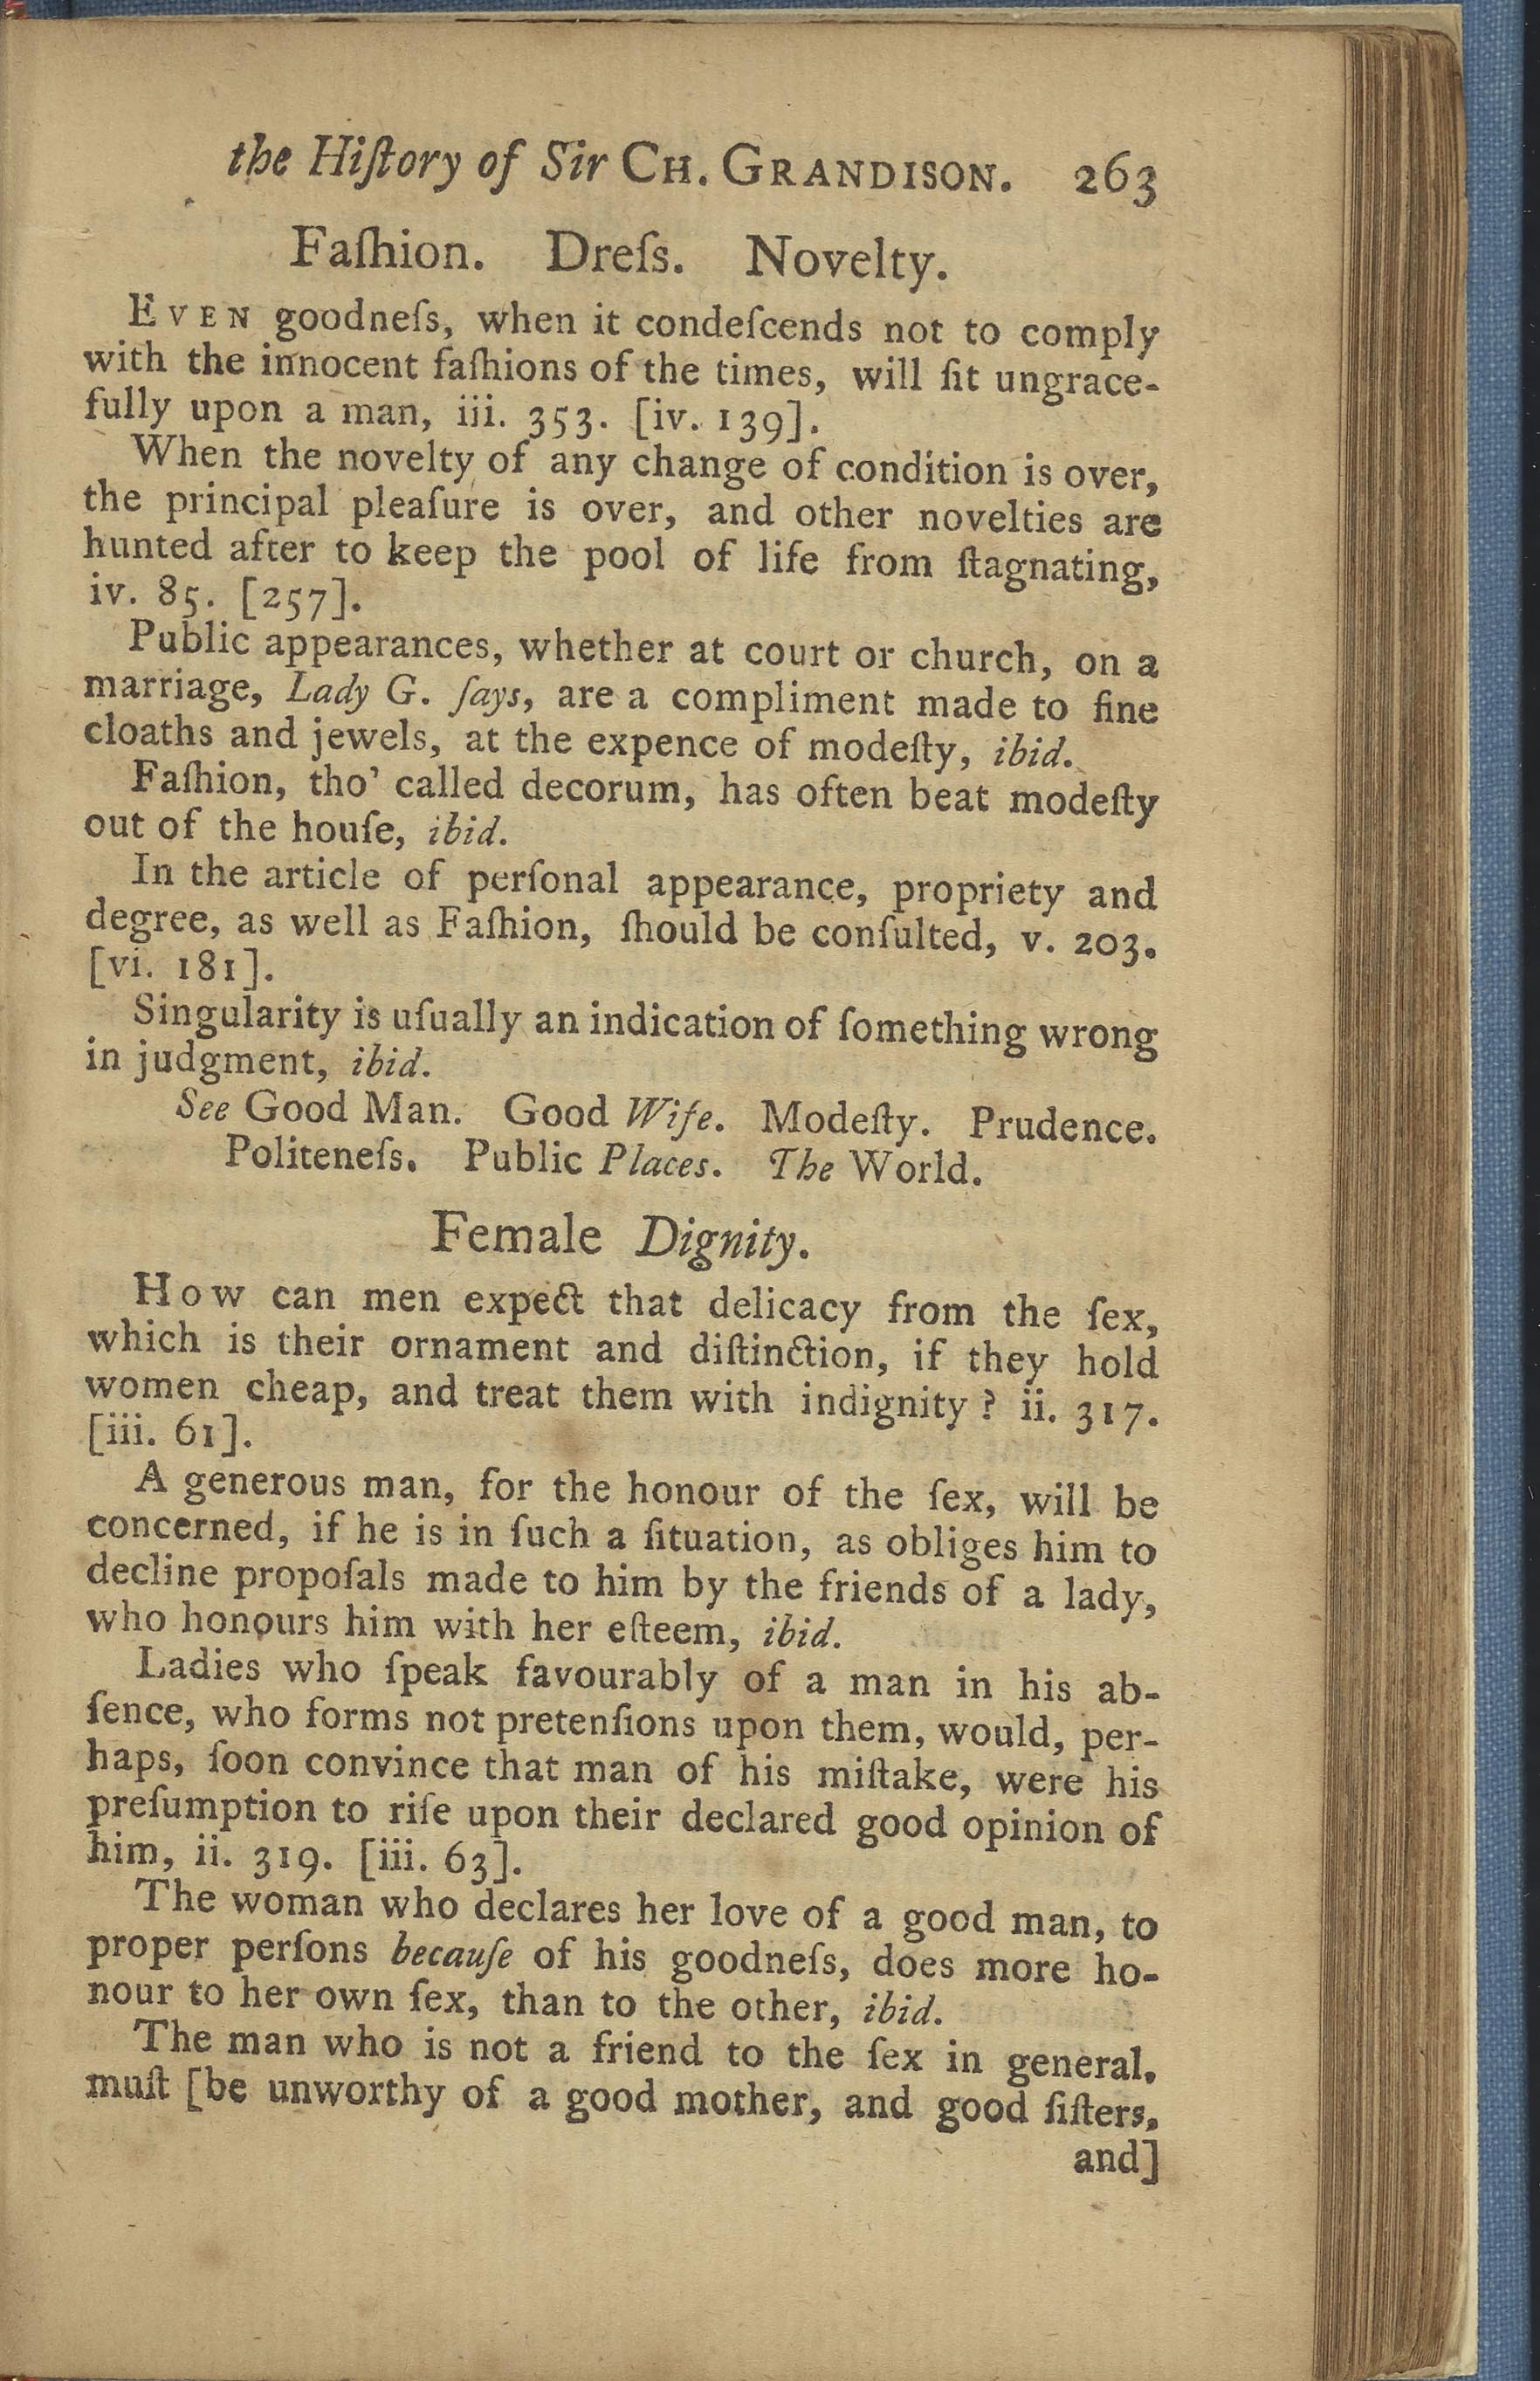 the Hiſtory of Sir CH. GRANDISON. 263
Faſhion. Dreſs. Novelty.
EVEN goodneſs, when it condeſcends not to comply
with the innocent faſhions of the times, will ſit ungrace-
fully upon a man, iii. 353. [iv. 139].
When the novelty of any change of condition is over,
the principal pleaſure is over, and other novelties are
hunted after to keep the pool of life from ſtagnating,
iv. 85. [257].
Public appearances, whether at court or church, on a
marriage, Lady G. ſays, are a compliment made to fine
cloaths and jewels, at the expence of modeſty, ibid.
Faſhion, tho' called decorum, has often beat modeſty
out of the houſe, ibid.
In the article of perſonal appearance, propriety and
degree, as well as Faſhion, ſhould be conſulted, v. 203.
[vi. 181].
Singularity is uſually an indication of ſomething wrong
in judgment, ibid.
See Good Man. Good Wife. Modeſty. Prudence.
Politeneſs. Public Places. The World.
Female Dignity.
How can men expect that delicacy from the ſex,
which is their ornament and diſtinction, if they hold
women cheap, and treat them with indignity? ii. 317.
[iii. 61].
A generous man, for the honour of the ſex, will be
concerned, if he is in ſuch a ſituation, as obliges him to
decline propoſals made to him by the friends of a lady,
who honours him with her eſteem, ibid.
Ladies who ſpeak favourably of a man in his ab-
ſence, who forms not pretenſions upon them, would, per-
haps, ſoon convince that man of his miſtake, were his
preſumption to riſe upon their declared good opinion of
him, ii. 319. [iii. 63].
The woman who declares her love of a good man, to
proper perſons becauſe of his goodneſs, does more ho-
nour to her own ſex, than to the other, ibid.
The man who is not a friend to the ſex in general,
muſt [be unworthy of a good mother, and good ſiſters,
and]